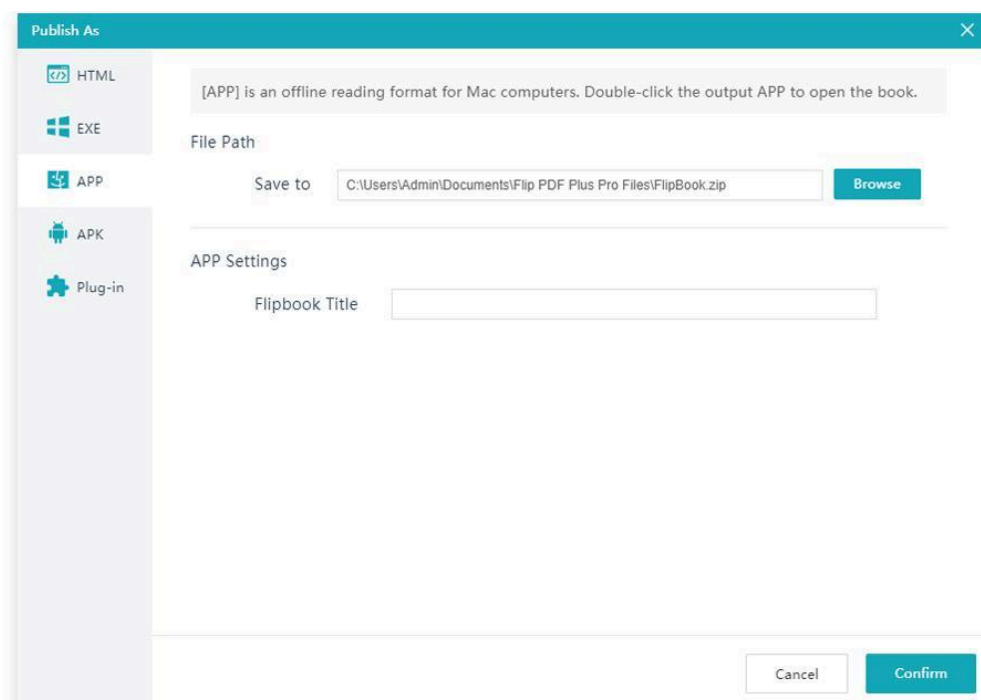 Publish As
HTML
EXE
APP
APK
Plug-in
[APP] is an offline reading format for Mac computers. Double-click the output APP to open the book.
File Path
Save to C:\Users\Admin\Documents\Flip PDF Plus Pro Files\FlipBook.zip Browse
APP Settings
Flipbook Title
Cancel Confirm